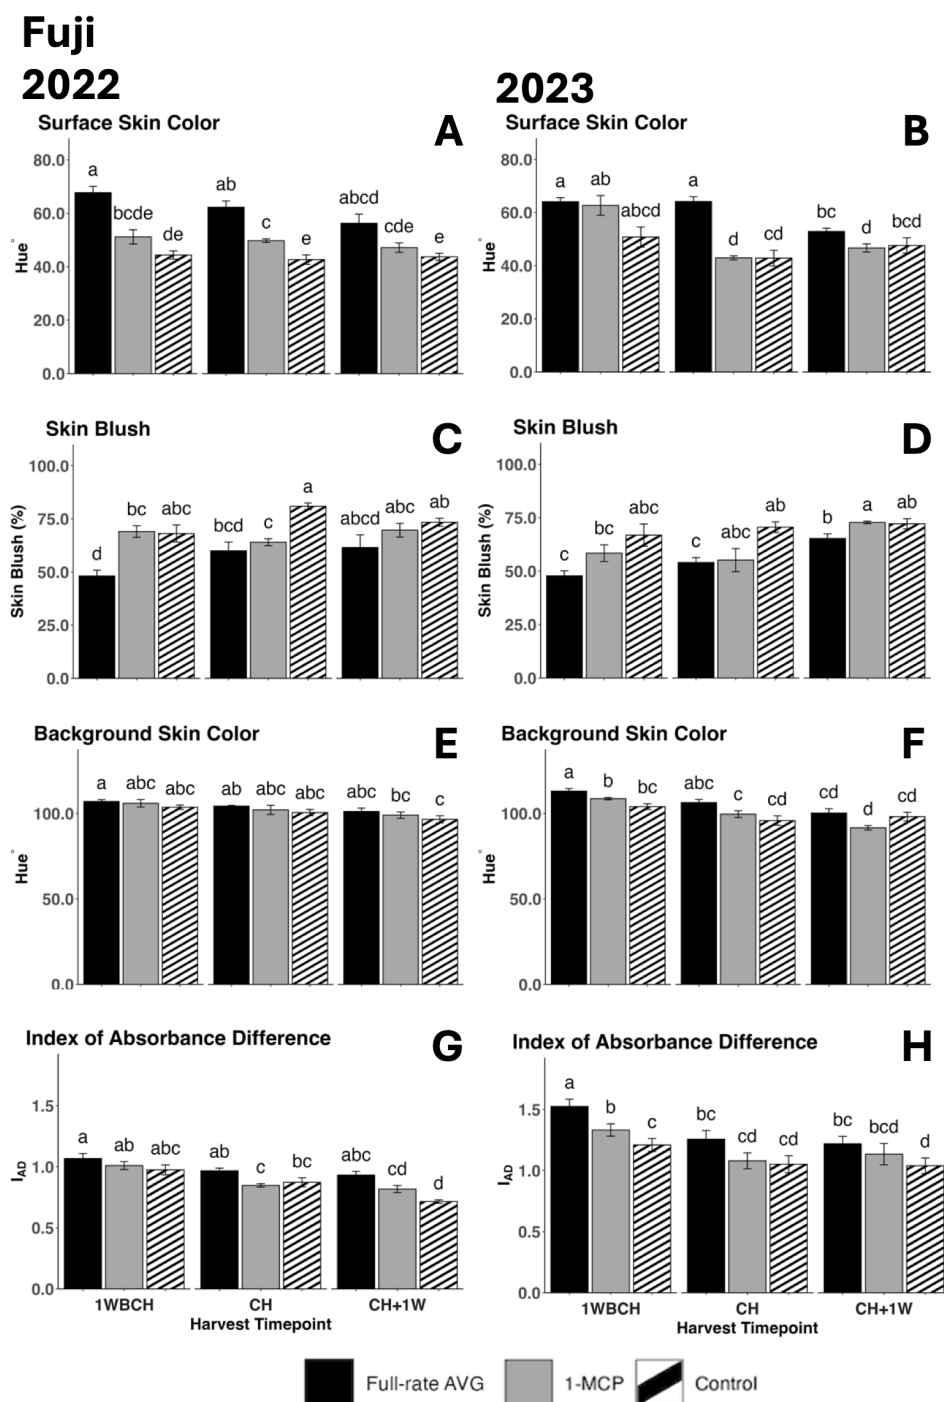 Fuji
2022
2023
Surface Skin Color
A
80.0
60.0
40.0
20.0
0.0
Hue°
a
bcde
de
ab
c
e
abcd
cde
e
Surface Skin Color
B
80.0
60.0
40.0
20.0
0.0
Hue°
a
ab
abcd
a
d
cd
bc
d
bcd
Skin Blush
C
100.0
75.0
50.0
25.0
0.0
Skin Blush (%)
d
bc
abc
bcd
c
a
abcd
abc
ab
Skin Blush
D
100.0
75.0
50.0
25.0
0.0
Skin Blush (%)
c
bc
abc
c
abc
ab
b
a
ab
Background Skin Color
E
100.0
50.0
0.0
Hue°
a
abc
abc
ab
abc
abc
abc
bc
c
Background Skin Color
F
100.0
50.0
0.0
Hue°
a
b
bc
abc
c
cd
cd
d
cd
Index of Absorbance Difference
G
1.5
1.0
0.5
0.0
IAD
a
ab
abc
ab
c
bc
abc
cd
d
1WBCH CH CH+1W
Harvest Timepoint
Index of Absorbance Difference
H
1.5
1.0
0.5
0.0
IAD
a
b
c
bc
cd
cd
bc
bcd
d
1WBCH CH CH+1W
Harvest Timepoint
Full-rate AVG 1-MCP Control